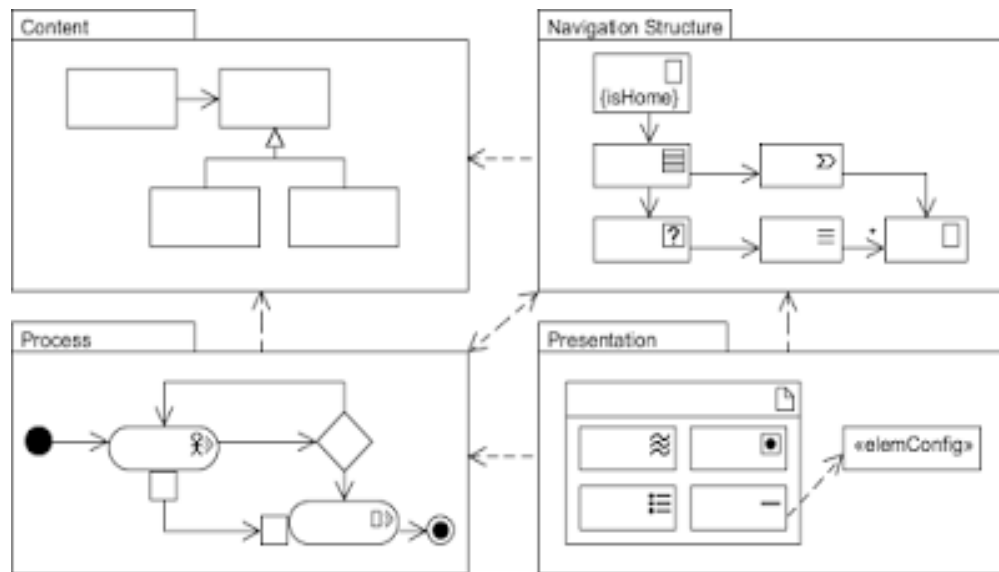 Content
Navigation Structure
{isHome}
?
*
Process
Presentation
«elemConfig»